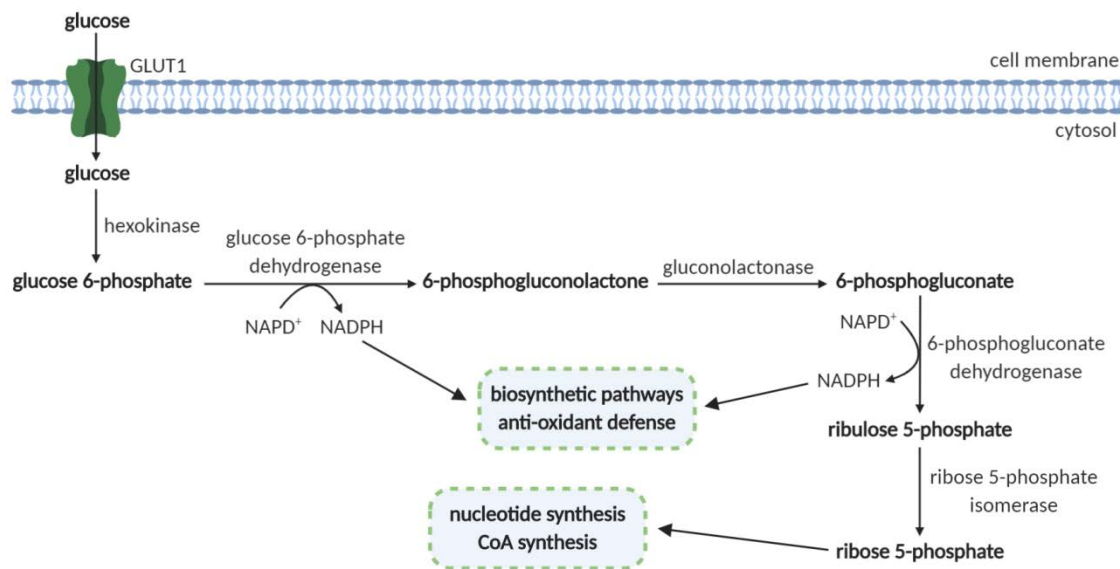 glucose
GLUT1
cell membrane
cytosol
glucose
hexokinase
glucose 6-phosphate
dehydrogenase
glucose 6-phosphate
6-phosphogluconolactone
gluconolactonase
6-phosphogluconate
NAPD⁺
NADPH
NAPD⁺
6-phosphogluconate
dehydrogenase
NADPH
biosynthetic pathways
anti-oxidant defense
ribulose 5-phosphate
ribose 5-phosphate
isomerase
nucleotide synthesis
CoA synthesis
ribose 5-phosphate